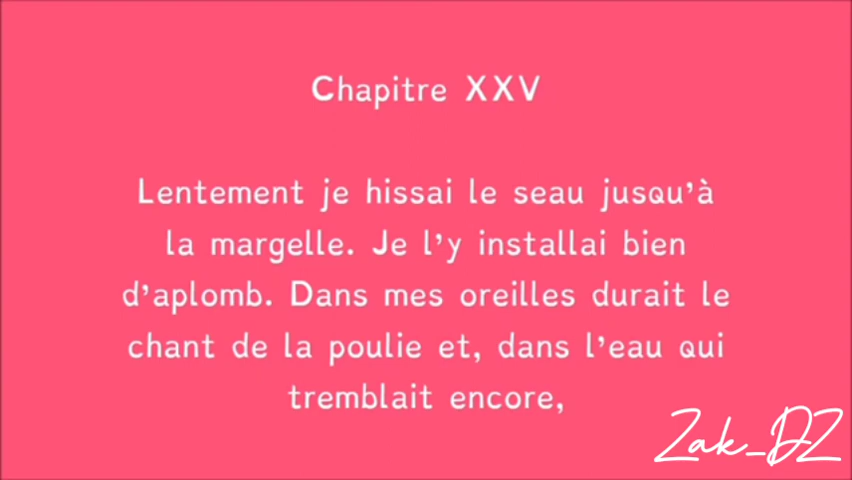 Chapitre XXV
Lentement je hissai le seau jusqu'à
la margelle. Je l'y installai bien
d'aplomb. Dans mes oreilles durait le
chant de la poulie et, dans l'eau qui
tremblait encore,
Zak_DZ